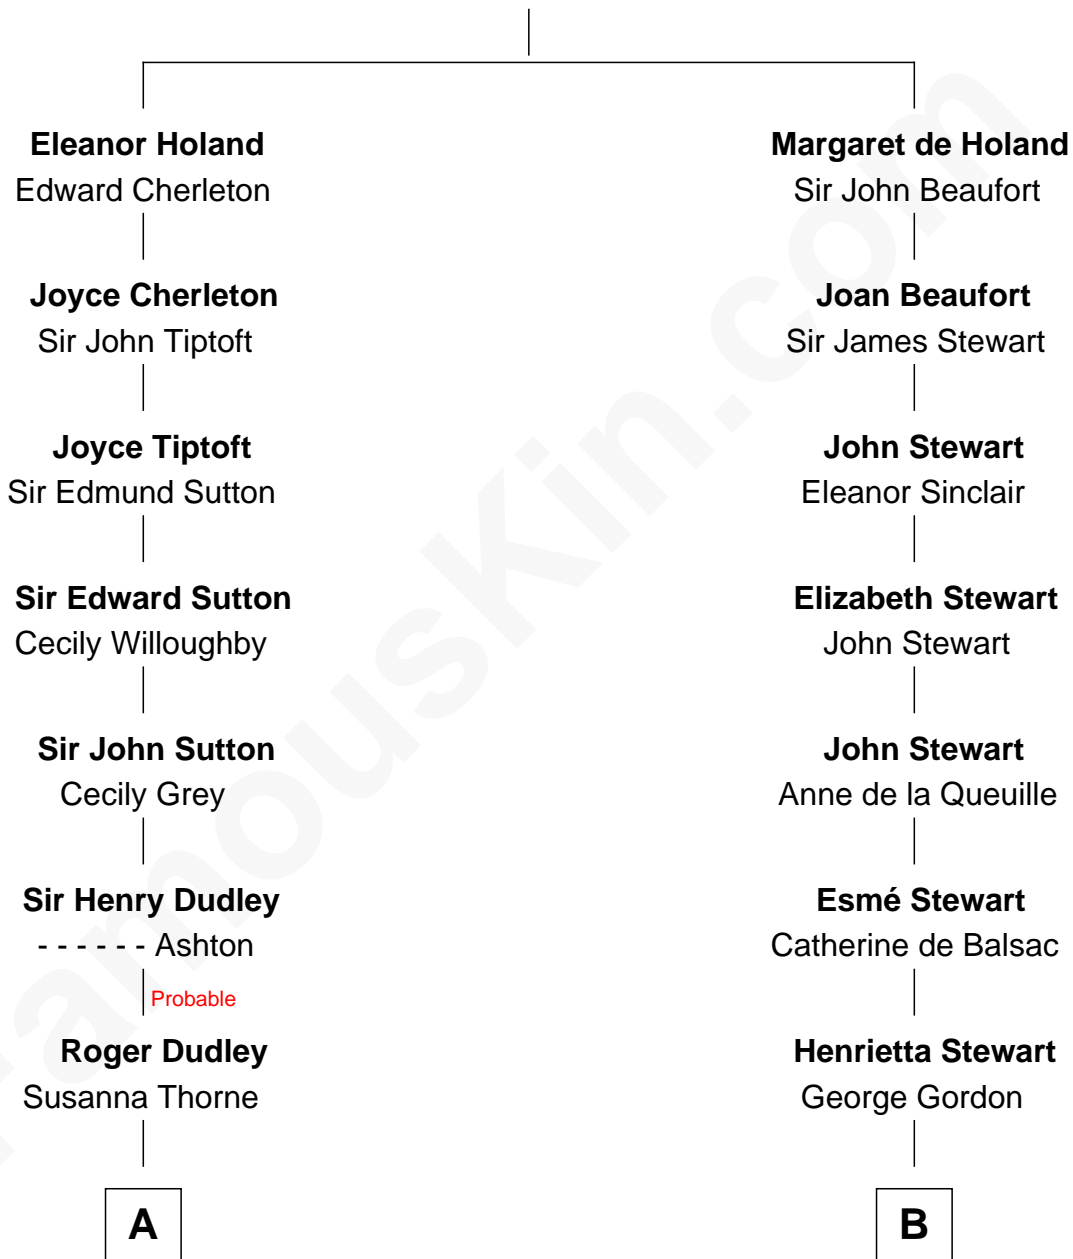 Eleanor Holand
Edward Cherleton
Joyce Cherleton
Sir John Tiptoft
Joyce Tiptoft
Sir Edmund Sutton
Sir Edward Sutton
Cecily Willoughby
Sir John Sutton
Cecily Grey
Sir Henry Dudley
- - - - - - Ashton
Probable
Roger Dudley
Susanna Thorne
A
Margaret de Holand
Sir John Beaufort
Joan Beaufort
Sir James Stewart
John Stewart
Eleanor Sinclair
Elizabeth Stewart
John Stewart
John Stewart
Anne de la Queuille
Esmé Stewart
Catherine de Balsac
Henrietta Stewart
George Gordon
B
FamousKin.com